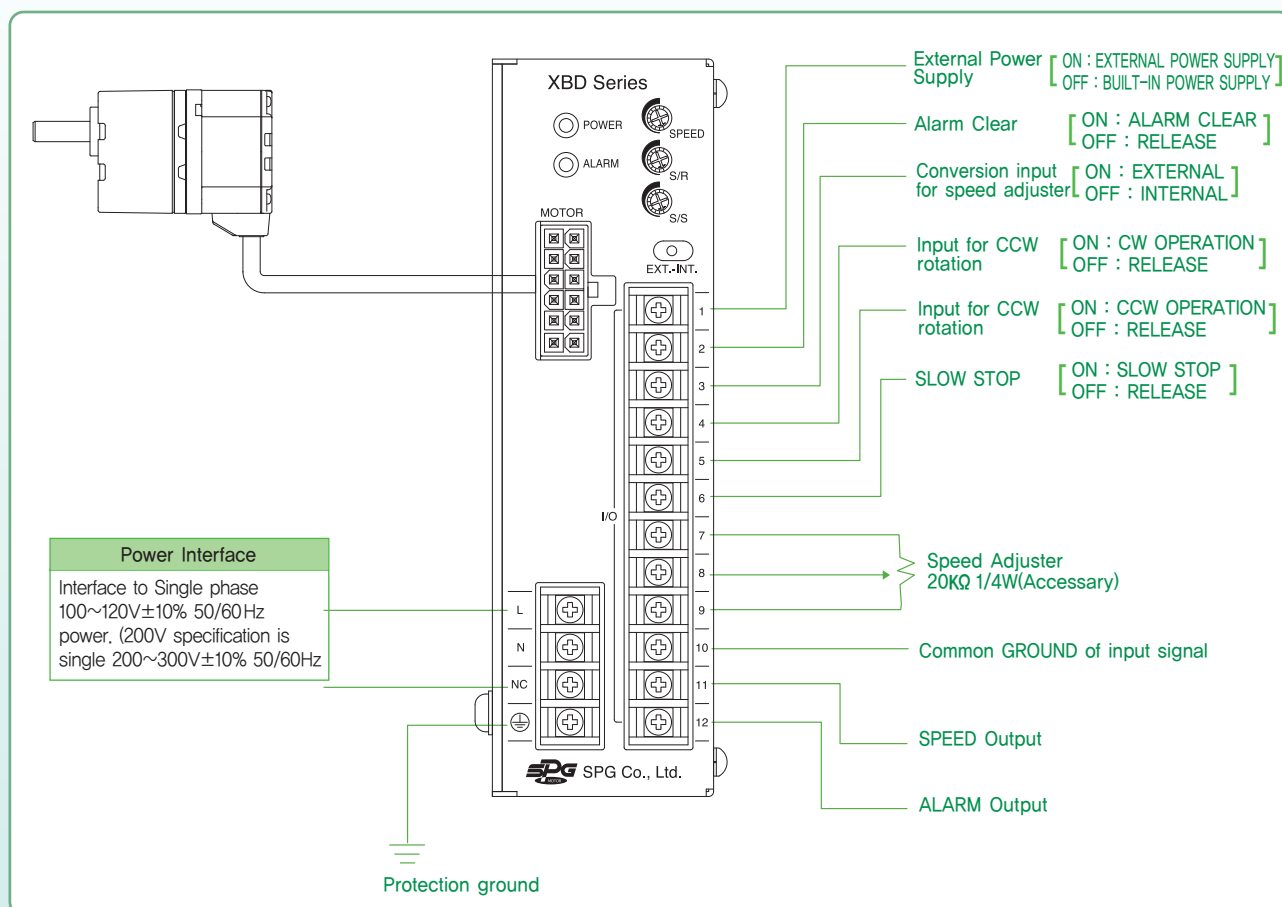 XBD Series
POWER
ALARM
SPEED
S/R
S/S
MOTOR
EXT.-INT.
1
2
3
4
5
6
7
8
9
10
11
12
I/O
L
N
NC
SPG MOTOR SPG Co., Ltd.
External Power
Supply
[ ON : EXTERNAL POWER SUPPLY
OFF : BUILT-IN POWER SUPPLY ]
Alarm Clear
[ ON : ALARM CLEAR
OFF : RELEASE ]
Conversion input
for speed adjuster
[ ON : EXTERNAL
OFF : INTERNAL ]
Input for CCW
rotation
[ ON : CW OPERATION
OFF : RELEASE ]
Input for CCW
rotation
[ ON : CCW OPERATION
OFF : RELEASE ]
SLOW STOP
[ ON : SLOW STOP
OFF : RELEASE ]
Speed Adjuster
20KΩ 1/4W(Accessary)
Common GROUND of input signal
SPEED Output
ALARM Output
Power Interface
Interface to Single phase
100~120V±10% 50/60Hz
power. (200V specification is
single 200~300V±10% 50/60Hz
Protection ground